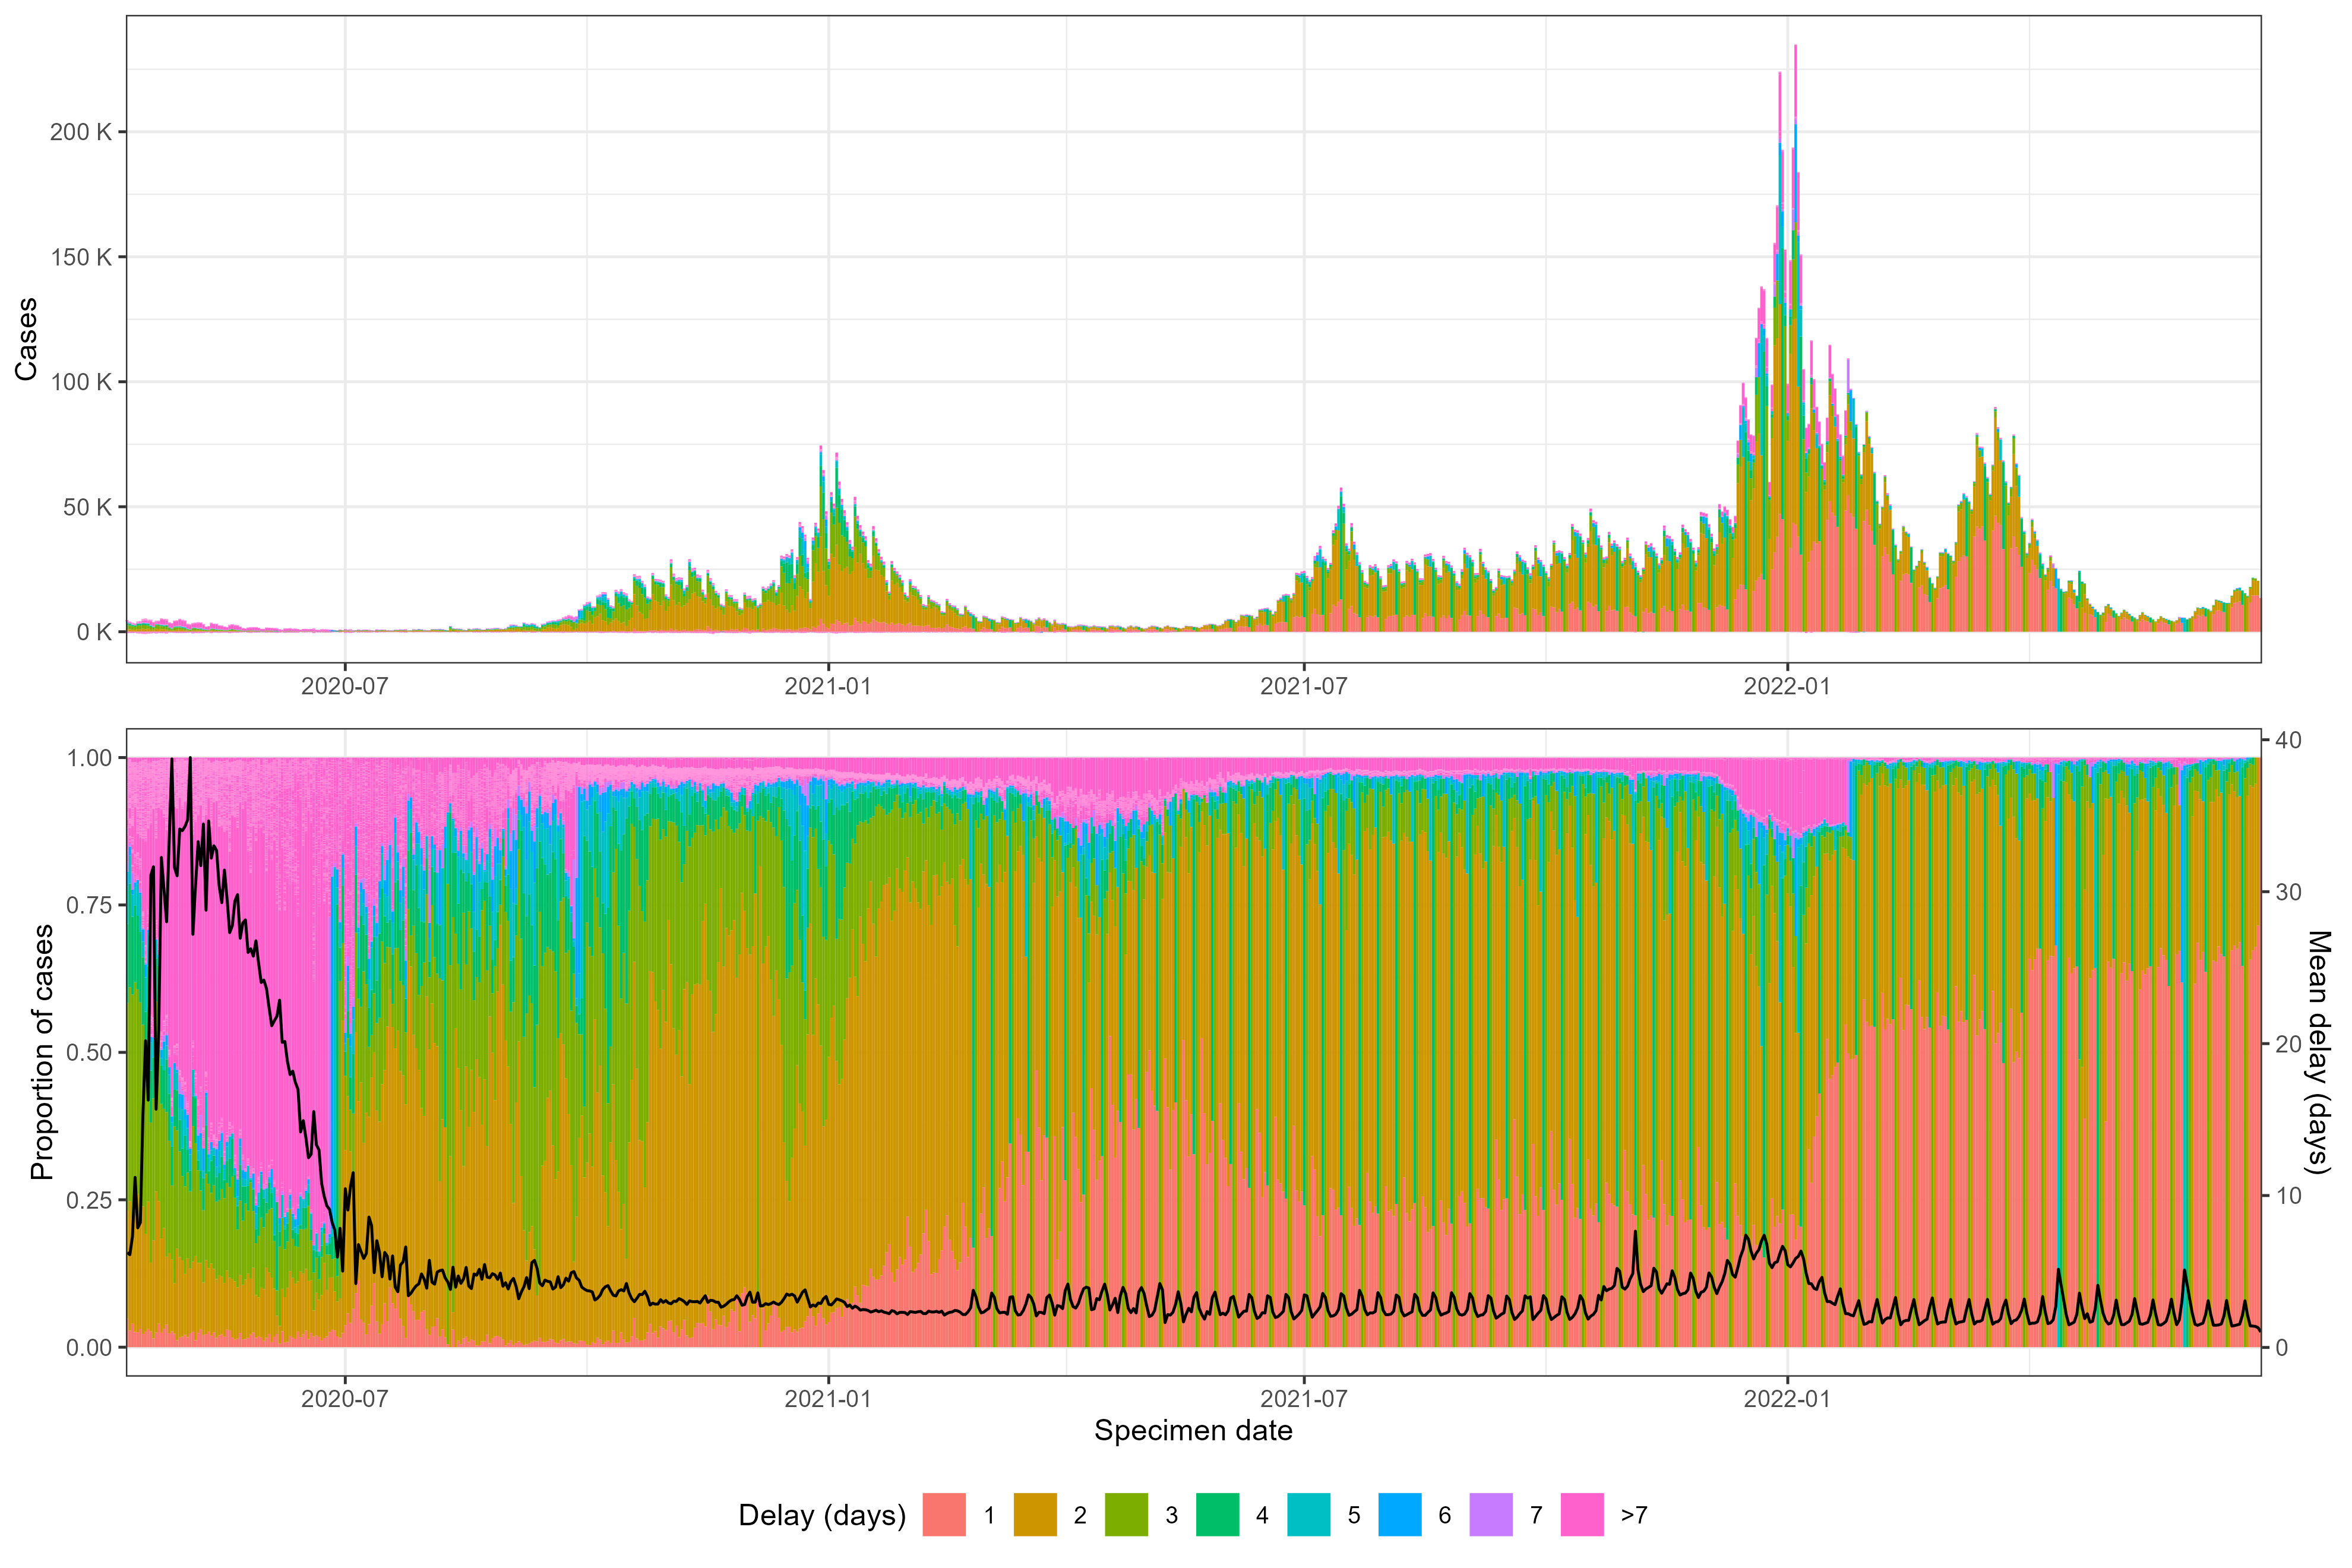 Cases
200 K
150 K
100 K
50 K
0 K
2020-07 2021-01 2021-07 2022-01
Proportion of cases
1.00
0.75
0.50
0.25
0.00
Mean delay (days)
40
30
20
10
0
2020-07 2021-01 2021-07 2022-01
Specimen date
Delay (days) 1 2 3 4 5 6 7 >7